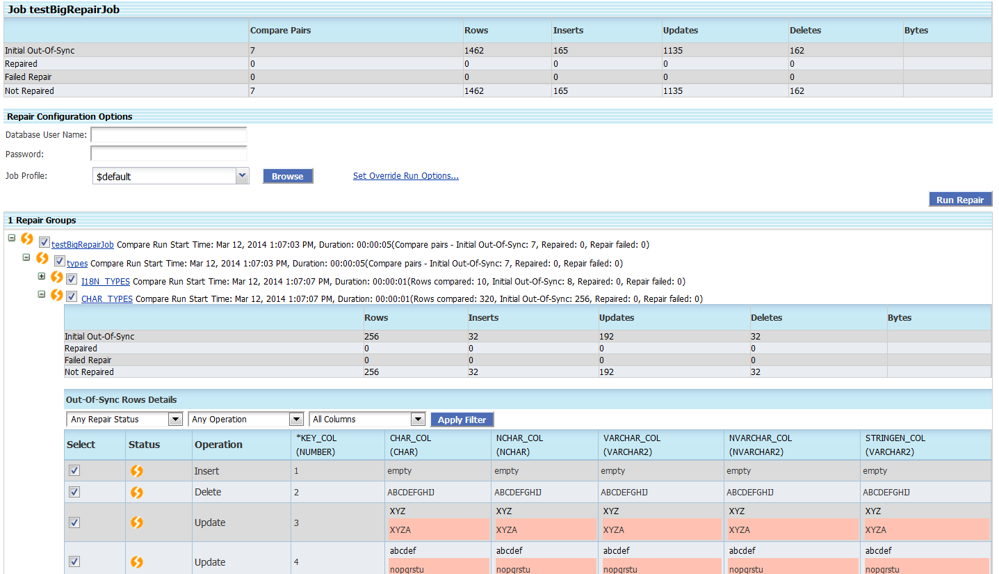 Job testBigRepairJob
Compare Pairs Rows Inserts Updates Deletes Bytes
Initial Out-Of-Sync 7 1462 165 1135 162
Repaired 0 0 0 0 0
Failed Repair 0 0 0 0 0
Not Repaired 7 1462 165 1135 162
Repair Configuration Options
Database User Name:
Password:
Job Profile: $default Browse Set Override Run Options...
Run Repair
1 Repair Groups
testBigRepairJob Compare Run Start Time: Mar 12, 2014 1:07:03 PM, Duration: 00:00:05(Compare pairs - Initial Out-Of-Sync: 7, Repaired: 0, Repair failed: 0)
types Compare Run Start Time: Mar 12, 2014 1:07:03 PM, Duration: 00:00:05(Compare pairs - Initial Out-Of-Sync: 7, Repaired: 0, Repair failed: 0)
I18N_TYPES Compare Run Start Time: Mar 12, 2014 1:07:07 PM, Duration: 00:00:01(Rows compared: 10, Initial Out-Of-Sync: 8, Repaired: 0, Repair failed: 0)
CHAR_TYPES Compare Run Start Time: Mar 12, 2014 1:07:07 PM, Duration: 00:00:01(Rows compared: 320, Initial Out-Of-Sync: 256, Repaired: 0, Repair failed: 0)
Rows Inserts Updates Deletes Bytes
Initial Out-Of-Sync 256 32 192 32
Repaired 0 0 0 0
Failed Repair 0 0 0 0
Not Repaired 256 32 192 32
Out-Of-Sync Rows Details
Any Repair Status Any Operation All Columns Apply Filter
Select Status Operation *KEY_COL CHAR_COL NCHAR_COL VARCHAR_COL NVARCHAR_COL STRINGEN_COL
(NUMBER) (CHAR) (NCHAR) (VARCHAR2) (NVARCHAR2) (VARCHAR2)
Insert 1 empty empty empty empty empty
Delete 2 ABCDEFGHIJ ABCDEFGHIJ ABCDEFGHIJ ABCDEFGHIJ ABCDEFGHIJ
XYZ XYZ XYZ XYZ XYZ
Update 3
XYZA XYZA XYZA XYZA XYZA
abcdef abcdef abcdef abcdef abcdef
Update 4
nopqrstu nopqrstu nopqrstu nopqrstu nopqrstu